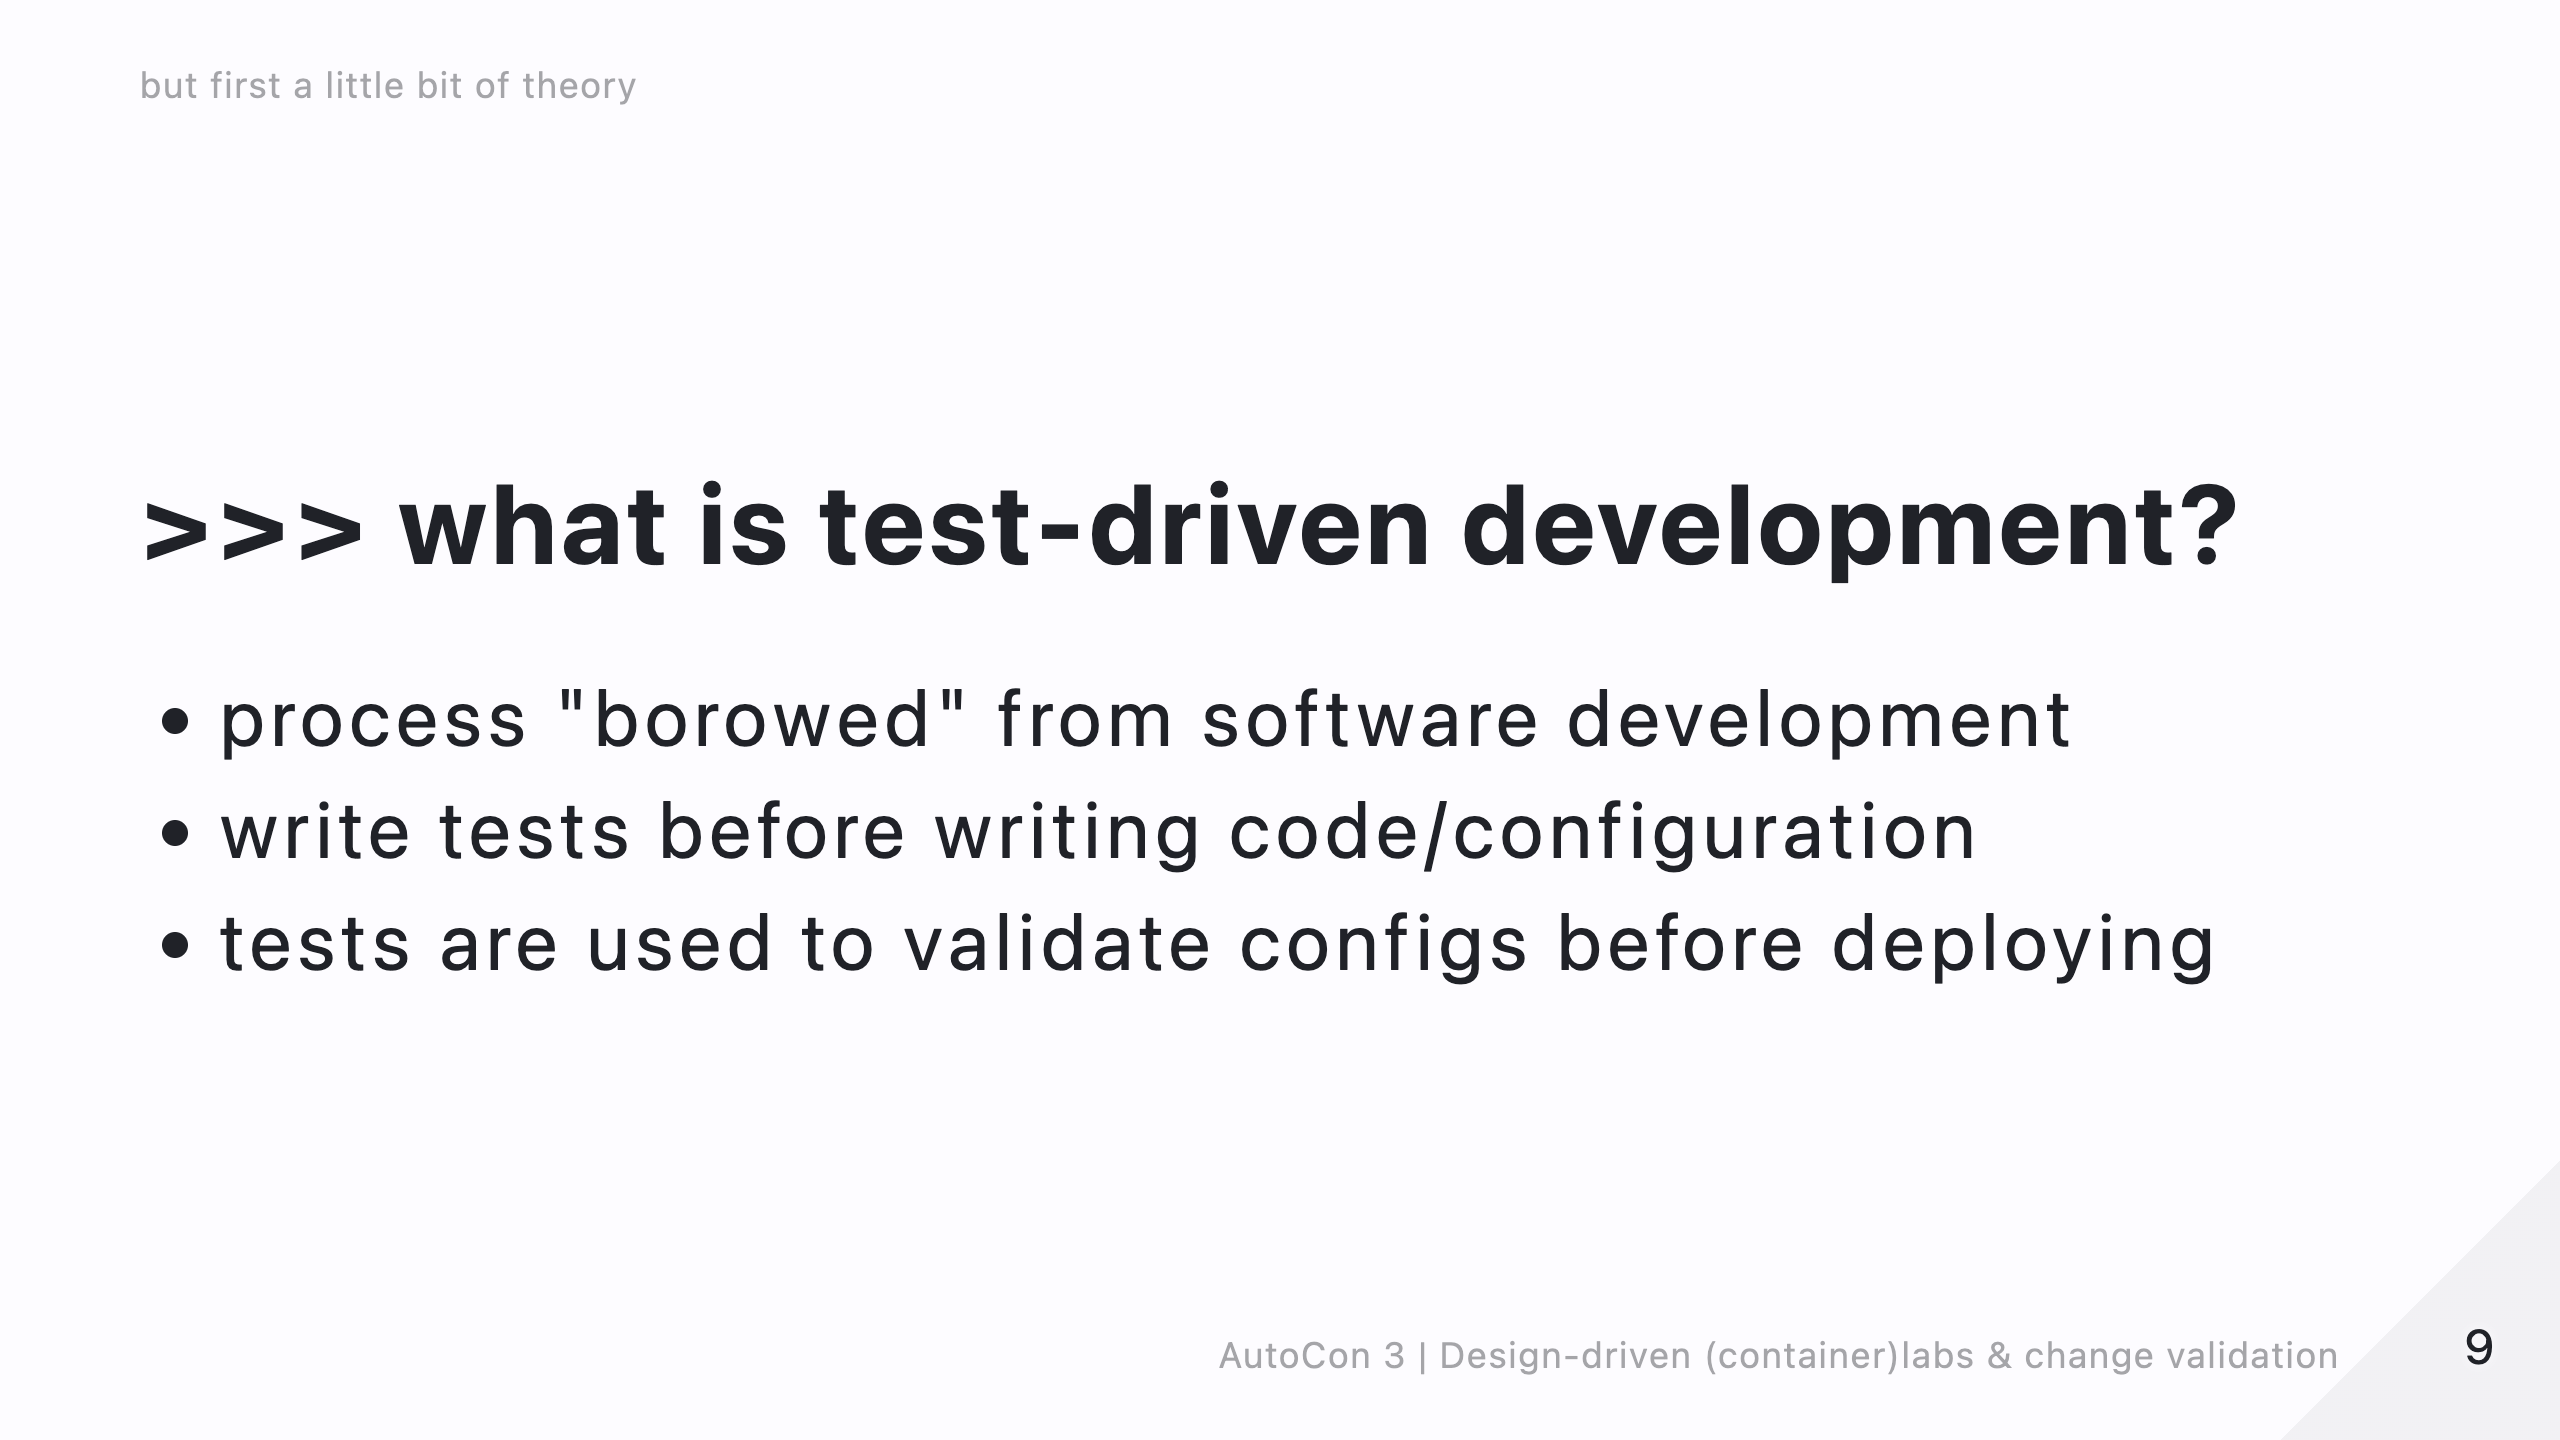 but first a little bit of theory
>>> what is test-driven development?
• process "borowed" from software development
• write tests before writing code/configuration
• tests are used to validate configs before deploying
AutoCon 3 | Design-driven (container)labs & change validation
9